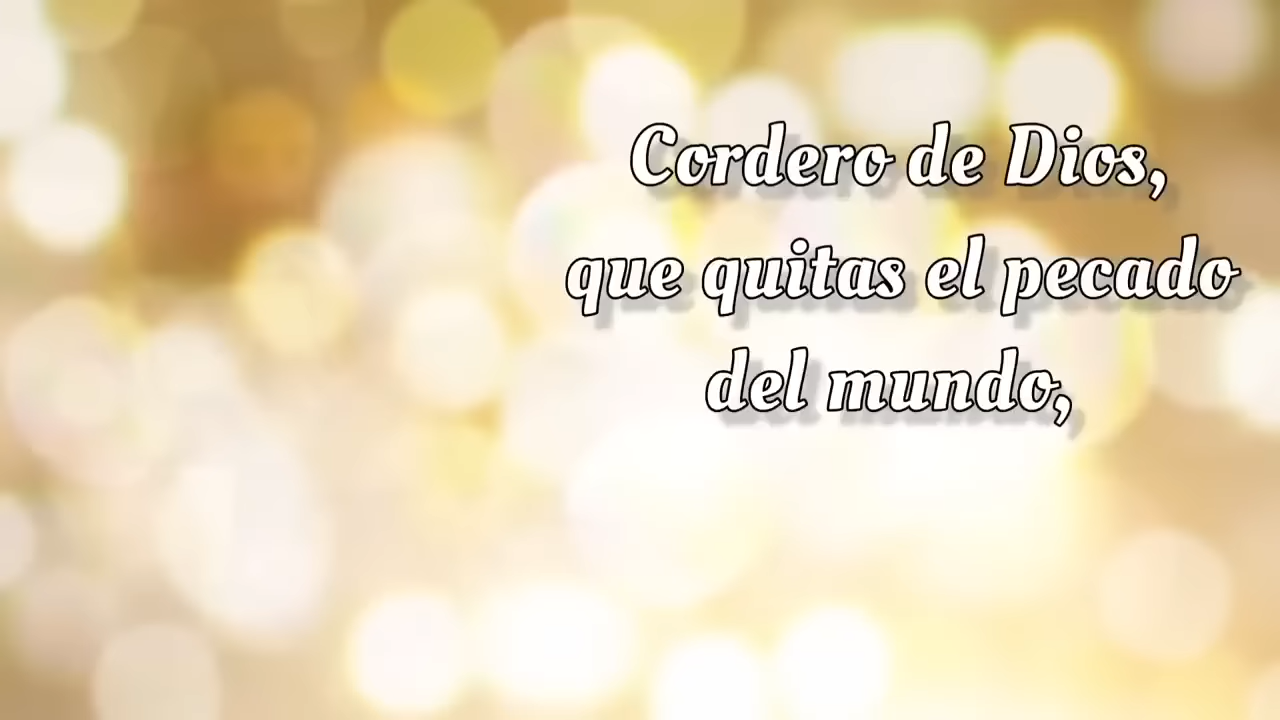 Cordero de Dios,
que quitas el pecado
del mundo,